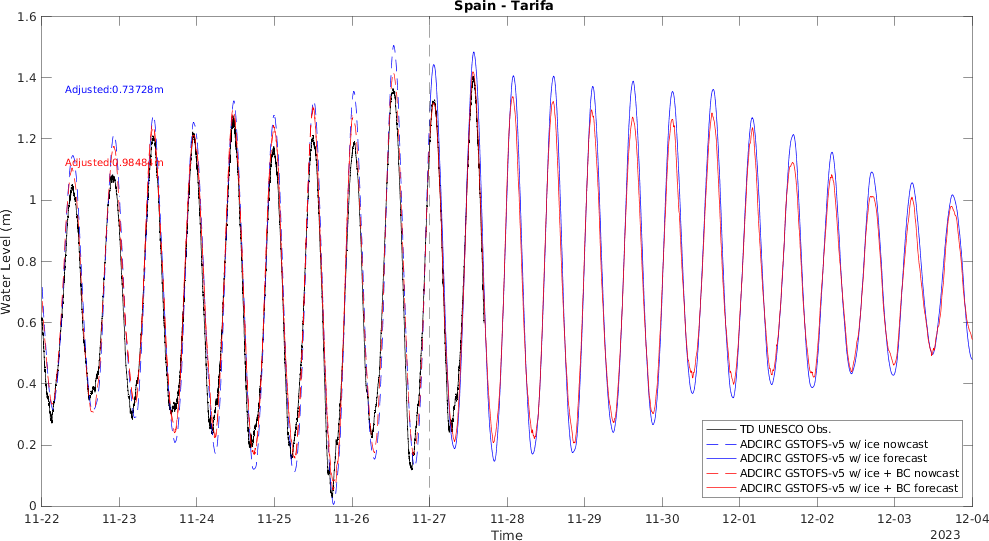 Spain - Tarifa
1.6
1.4
1.2
1
0.8
0.6
0.4
0.2
0
Water Level (m)
Adjusted:0.73728m
TD UNESCO Obs.
ADCIRC GSTOFS-v5 w/ ice nowcast
ADCIRC GSTOFS-v5 w/ ice forecast
ADCIRC GSTOFS-v5 w/ ice + BC nowcast
ADCIRC GSTOFS-v5 w/ ice + BC forecast
11-22 11-23 11-24 11-25 11-26 11-27 11-28 11-29 11-30 12-01 12-02 12-03 12-04
Time
2023